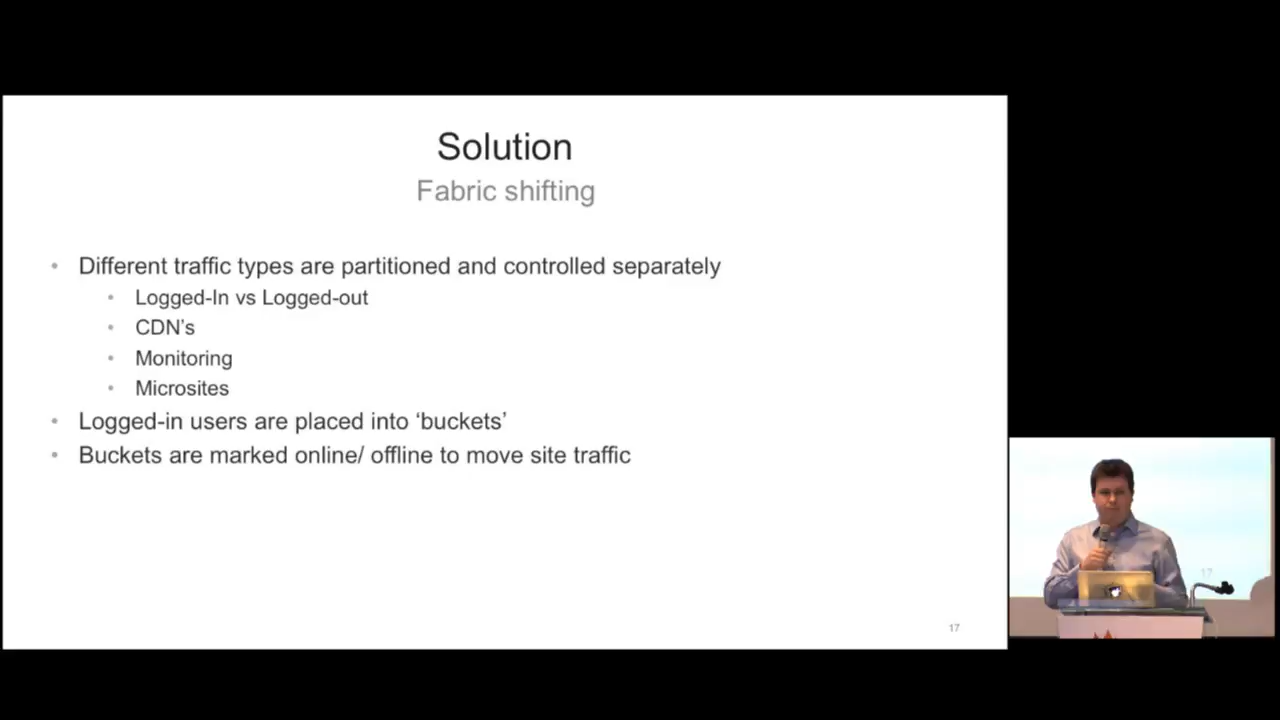 Solution
Fabric shifting
• Different traffic types are partitioned and controlled separately
• Logged-In vs Logged-out
• CDN's
• Monitoring
• Microsites
• Logged-in users are placed into ‘buckets’
• Buckets are marked online/ offline to move site traffic
17
17